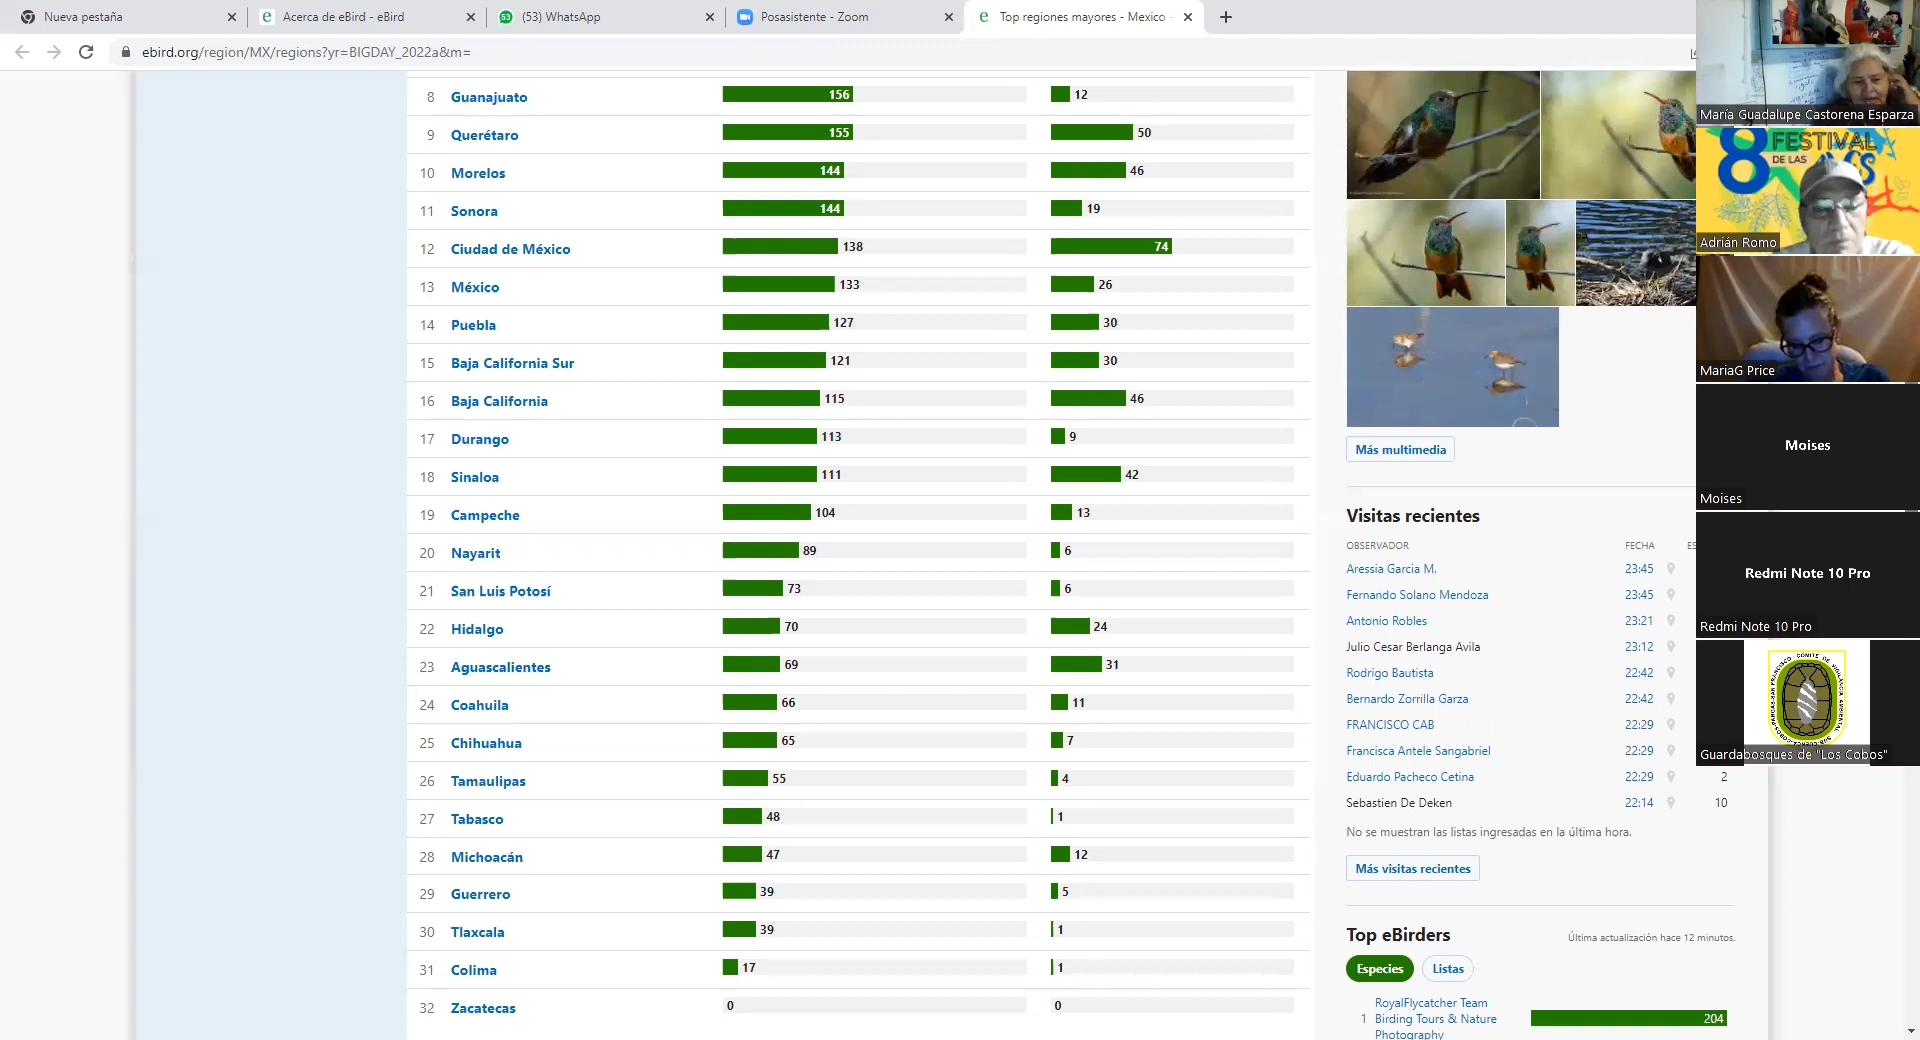 Nueva pestaña
Acerca de eBird - eBird
(53) WhatsApp
Posasistente - Zoom
Top regiones mayores - Mexico -
ebird.org/region/MX/regions?yr=BIGDAY_2022a&m=
8 Guanajuato 156 12
9 Querétaro 155 50
10 Morelos 144 46
11 Sonora 144 19
12 Ciudad de México 138 74
13 México 133 26
14 Puebla 127 30
15 Baja California Sur 121 30
16 Baja California 115 46
17 Durango 113 9
18 Sinaloa 111 42
19 Campeche 104 13
20 Nayarit 89 6
21 San Luis Potosí 73 6
22 Hidalgo 70 24
23 Aguascalientes 69 31
24 Coahuila 66 11
25 Chihuahua 65 7
26 Tamaulipas 55 4
27 Tabasco 48 1
28 Michoacán 47 12
29 Guerrero 39 5
30 Tlaxcala 39 1
31 Colima 17 1
32 Zacatecas 0 0
Más multimedia
Visitas recientes
OBSERVADOR FECHA ES
Aressia Garcia M. 23:45
Fernando Solano Mendoza 23:45
Antonio Robles 23:21
Julio Cesar Berlanga Avila 23:12
Rodrigo Bautista 22:42
Bernardo Zorrilla Garza 22:42
FRANCISCO CAB 22:29
Francisca Antele Sangabriel 22:29
Eduardo Pacheco Cetina 22:29 2
Sebastien De Deken 22:14 10
No se muestran las listas ingresadas en la última hora.
Más visitas recientes
Top eBirders
Última actualización hace 12 minutos.
Especies Listas
RoyalFlycatcher Team
1 Birding Tours & Nature 204
Photography
María Guadalupe Castorena Esparza
8 FESTIVAL
DE LAS
Adrián Romo
MariaG Price
Moises
Moises
Redmi Note 10 Pro
Redmi Note 10 Pro
Guardabosques de "Los Cobos"